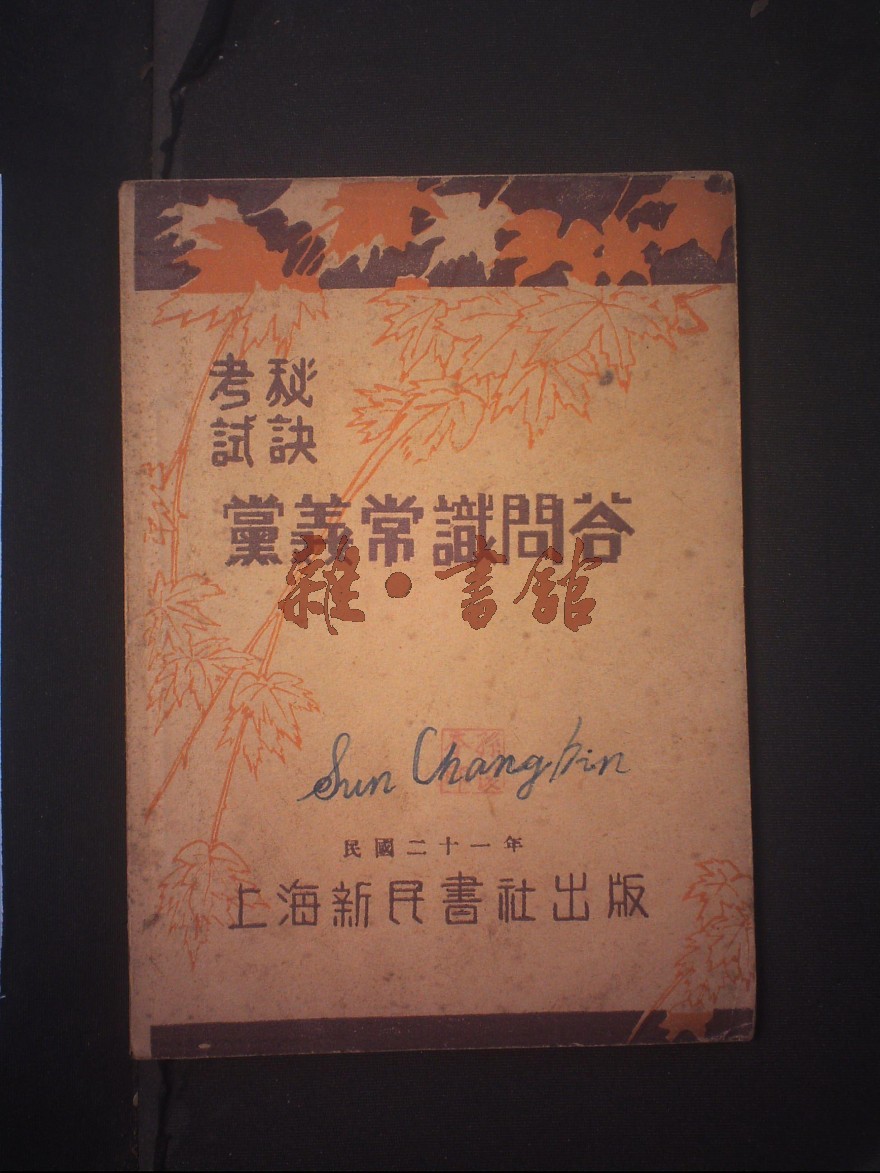 考試秘訣
黨義常識問答
雜·書館
Sun Chang bin
民國二十一年
上海新民書社出版